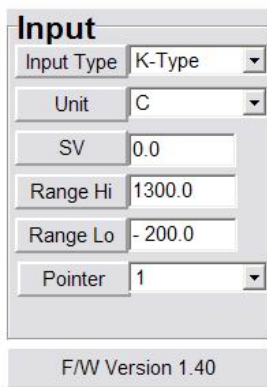 Input
Input Type K-Type
Unit C
SV 0.0
Range Hi 1300.0
Range Lo - 200.0
Pointer 1
F/W Version 1.40